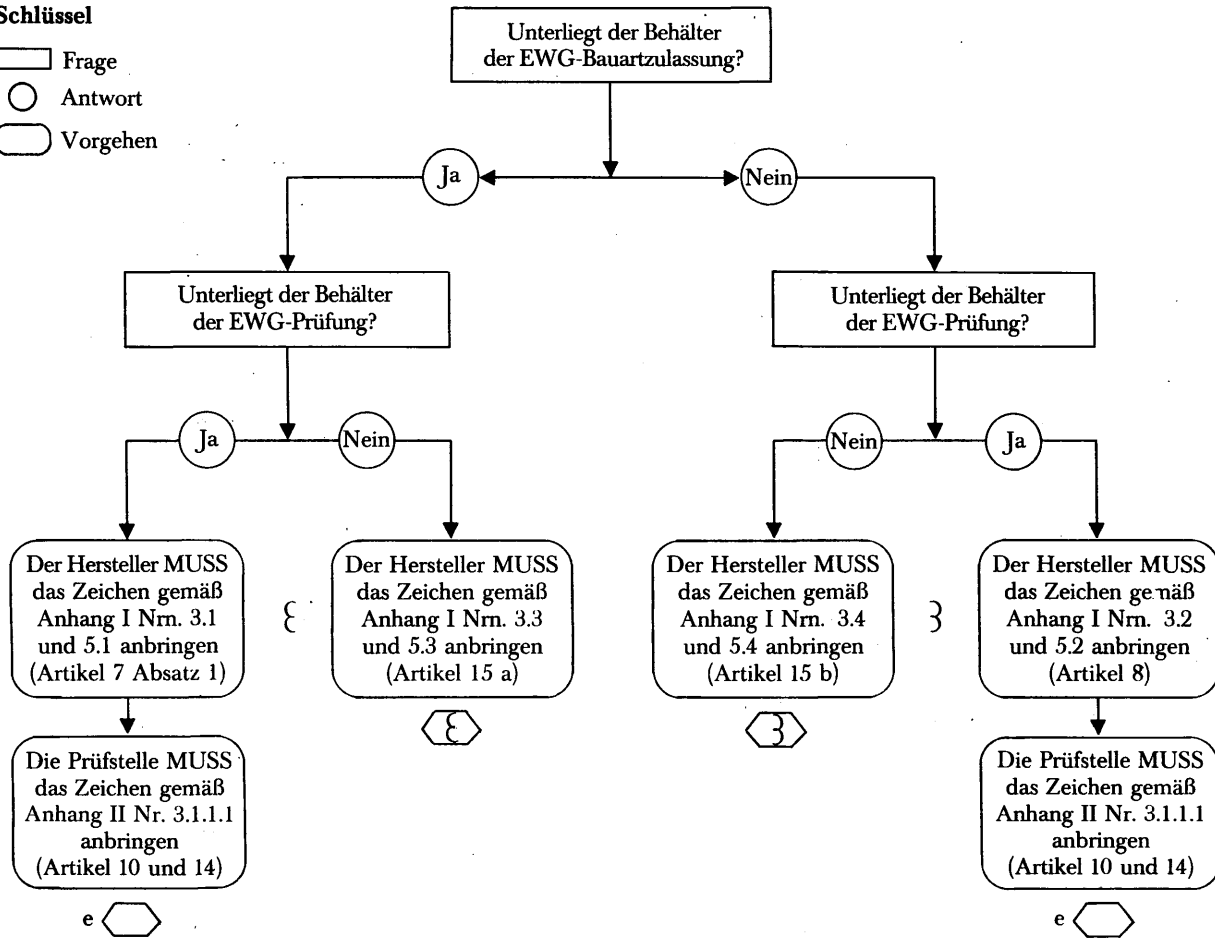 Schlüssel
Frage
Antwort
Vorgehen
Unterliegt der Behälter
der EWG-Bauartzulassung?
Ja
Nein
Unterliegt der Behälter
der EWG-Prüfung?
Unterliegt der Behälter
der EWG-Prüfung?
Ja
Nein
Nein
Ja
Der Hersteller MUSS
das Zeichen gemäß
Anhang I Nrn. 3.1
und 5.1 anbringen
(Artikel 7 Absatz 1)
Der Hersteller MUSS
das Zeichen gemäß
Anhang I Nrn. 3.3
und 5.3 anbringen
(Artikel 15 a)
Der Hersteller MUSS
das Zeichen gemäß
Anhang I Nrn. 3.4
und 5.4 anbringen
(Artikel 15 b)
Der Hersteller MUSS
das Zeichen gemäß
Anhang I Nrn. 3.2
und 5.2 anbringen
(Artikel 8)
Ɛ
Ɛ
3
3
Die Prüfstelle MUSS
das Zeichen gemäß
Anhang II Nr. 3.1.1.1
anbringen
(Artikel 10 und 14)
Die Prüfstelle MUSS
das Zeichen gemäß
Anhang II Nr. 3.1.1.1
anbringen
(Artikel 10 und 14)
e
e